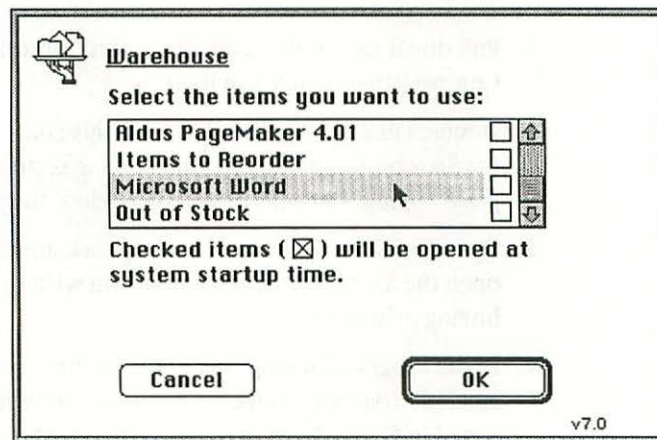 Warehouse
Select the items you want to use:
Aldus PageMaker 4.01
Items to Reorder
Microsoft Word
Out of Stock
Checked items ( ☒ ) will be opened at
system startup time.
Cancel
OK
v7.0